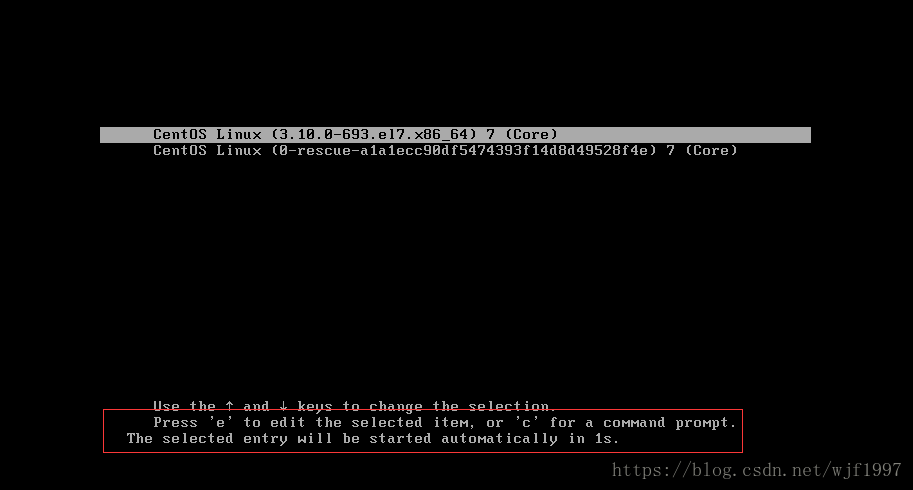 CentOS Linux (3.10.0-693.el7.x86_64) 7 (Core)
CentOS Linux (0-rescue-a1a1ecc90df5474393f14d8d49528f4e) 7 (Core)
Use the ↑ and ↓ keys to change the selection.
Press 'e' to edit the selected item, or 'c' for a command prompt.
The selected entry will be started automatically in 1s.
https://blog.csdn.net/wjf1997